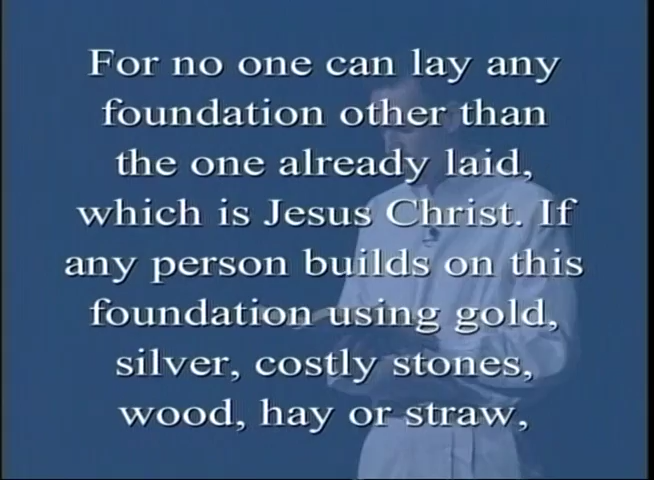 For no one can lay any
foundation other than
the one already laid,
which is Jesus Christ. If
any person builds on this
foundation using gold,
silver, costly stones,
wood, hay or straw,